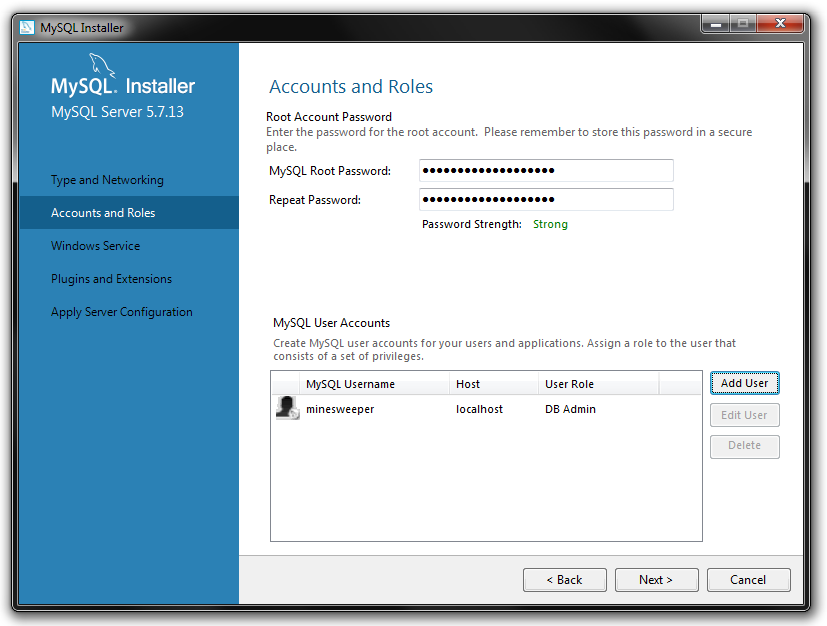 MySQL Installer
MySQL. Installer
MySQL Server 5.7.13
Type and Networking
Accounts and Roles
Windows Service
Plugins and Extensions
Apply Server Configuration
Accounts and Roles
Root Account Password
Enter the password for the root account. Please remember to store this password in a secure
place.
MySQL Root Password: ●●●●●●●●●●●●●●●●●●●
Repeat Password: ●●●●●●●●●●●●●●●●●●●
Password Strength: Strong
MySQL User Accounts
Create MySQL user accounts for your users and applications. Assign a role to the user that
consists of a set of privileges.
MySQL Username Host User Role
minesweeper localhost DB Admin
Add User
Edit User
Delete
< Back Next > Cancel